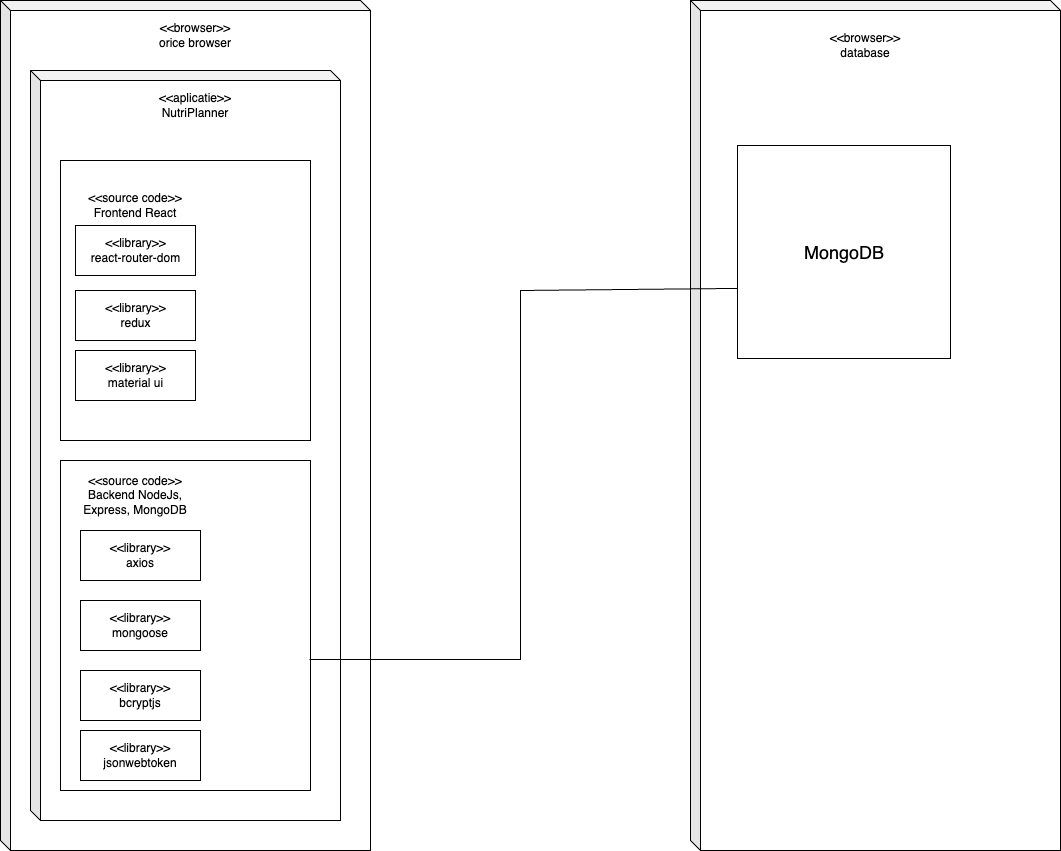 <<browser>>
orice browser
<<aplicatie>>
NutriPlanner
<<source code>>
Frontend React
<<library>>
react-router-dom
<<library>>
redux
<<library>>
material ui
<<source code>>
Backend NodeJs,
Express, MongoDB
<<library>>
axios
<<library>>
mongoose
<<library>>
bcryptjs
<<library>>
jsonwebtoken
<<browser>>
database
MongoDB